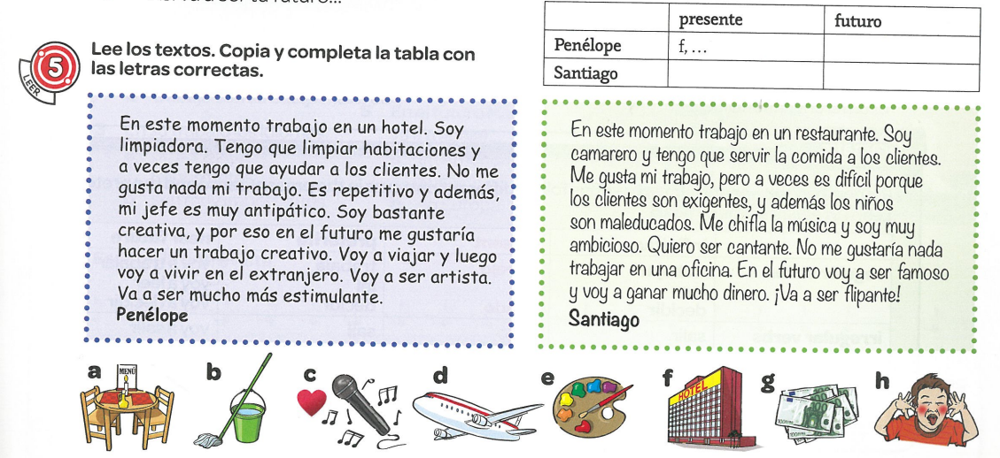 presente futuro
Penélope f, ...
Santiago
5
LEER
Lee los textos. Copia y completa la tabla con
las letras correctas.
En este momento trabajo en un hotel. Soy
limpiadora. Tengo que limpiar habitaciones y
a veces tengo que ayudar a los clientes. No me
gusta nada mi trabajo. Es repetitivo y además,
mi jefe es muy antipático. Soy bastante
creativa, y por eso en el futuro me gustaría
hacer un trabajo creativo. Voy a viajar y luego
voy a vivir en el extranjero. Voy a ser artista.
Va a ser mucho más estimulante.
Penélope
En este momento trabajo en un restaurante. Soy
camarero y tengo que servir la comida a los clientes.
Me gusta mi trabajo, pero a veces es difícil porque
los clientes son exigentes, y además los niños
son maleducados. Me chifla la música y soy muy
ambicioso. Quiero ser cantante. No me gustaría nada
trabajar en una oficina. En el futuro voy a ser famoso
y voy a ganar mucho dinero. ¡Va a ser flipante!
Santiago
a b c d e f g h
MENÚ
HOTEL